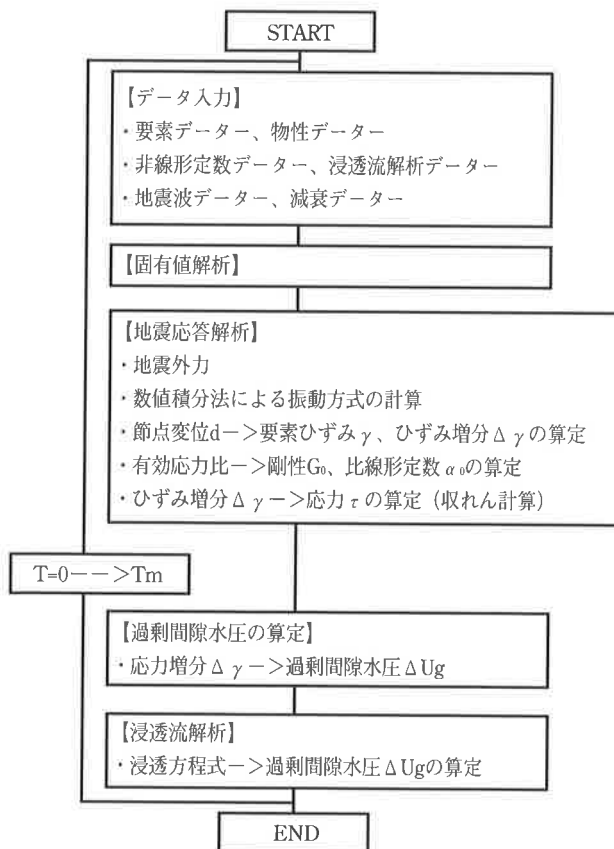 START
【データ入力】
・要素データー、物性データー
・非線形定数データー、浸透流解析データー
・地震波データー、減衰データー
【固有値解析】
【地震応答解析】
・地震外力
・数値積分法による振動方式の計算
・節点変位d−>要素ひずみγ、ひずみ増分Δγの算定
・有効応力比−>剛性G₀、比線形定数α₀の算定
・ひずみ増分Δγ−>応力τの算定（収れん計算）
T=0−−>Tm
【過剰間隙水圧の算定】
・応力増分Δγ−>過剰間隙水圧ΔUg
【浸透流解析】
・浸透方程式−>過剰間隙水圧ΔUgの算定
END